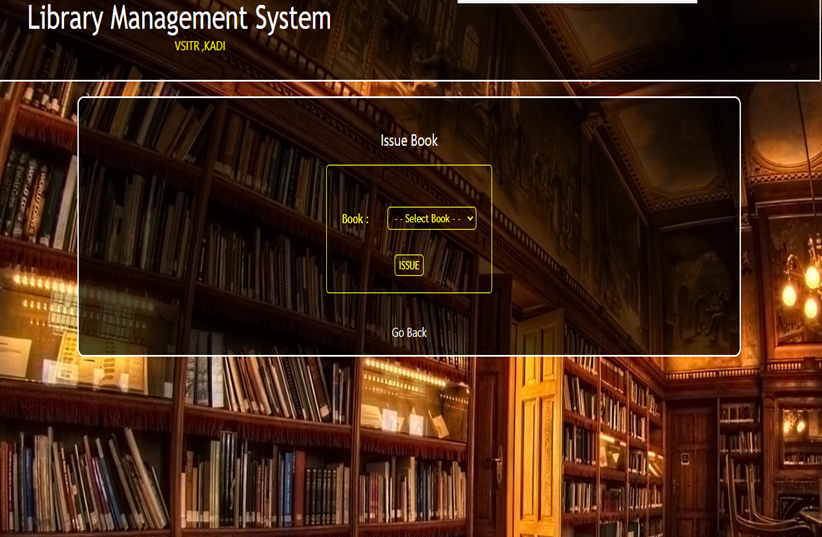 Library Management System
VSITR ,KADI
Issue Book
Book : - - Select Book - -
ISSUE
Go Back